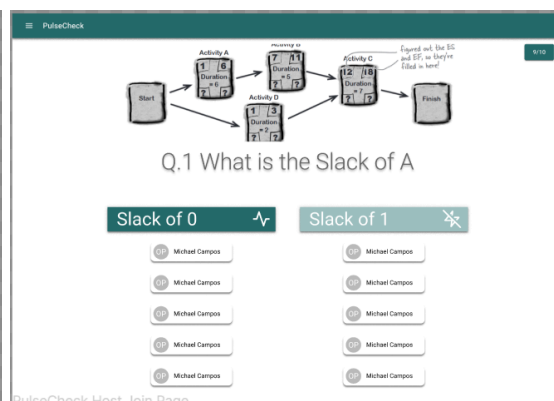 PulseCheck
9/10
Activity A
1 6
Duration
= 6
? ?
Activity B
7 11
Duration
= 5
? ?
Activity C
12 18
Duration
= 7
? ?
figured out the ES
and EF, so they're
filled in here!
Activity D
1 3
Duration
= 2
? ?
Start
Finish
Q.1 What is the Slack of A
Slack of 0
Slack of 1
OP Michael Campos
OP Michael Campos
OP Michael Campos
OP Michael Campos
OP Michael Campos
OP Michael Campos
OP Michael Campos
OP Michael Campos
OP Michael Campos
OP Michael Campos
PulseCheck Host Join Page